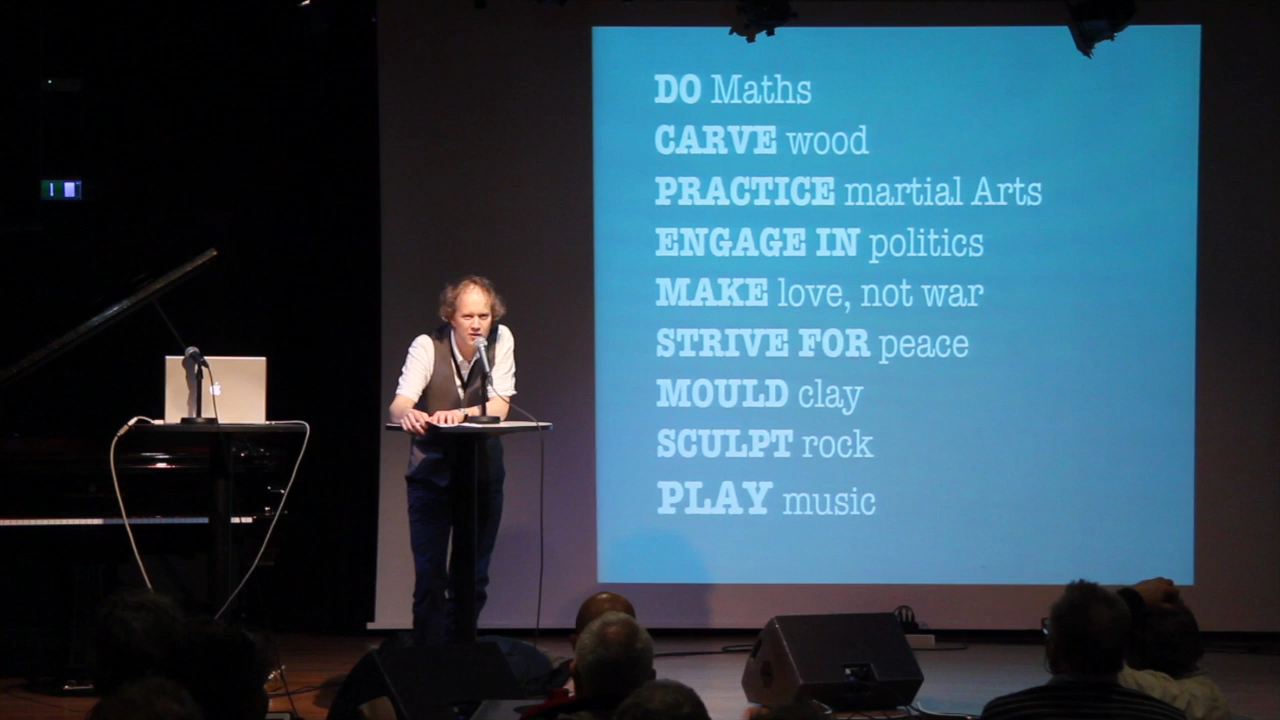 DO Maths
CARVE wood
PRACTICE martial Arts
ENGAGE IN politics
MAKE love, not war
STRIVE FOR peace
MOULD clay
SCULPT rock
PLAY music